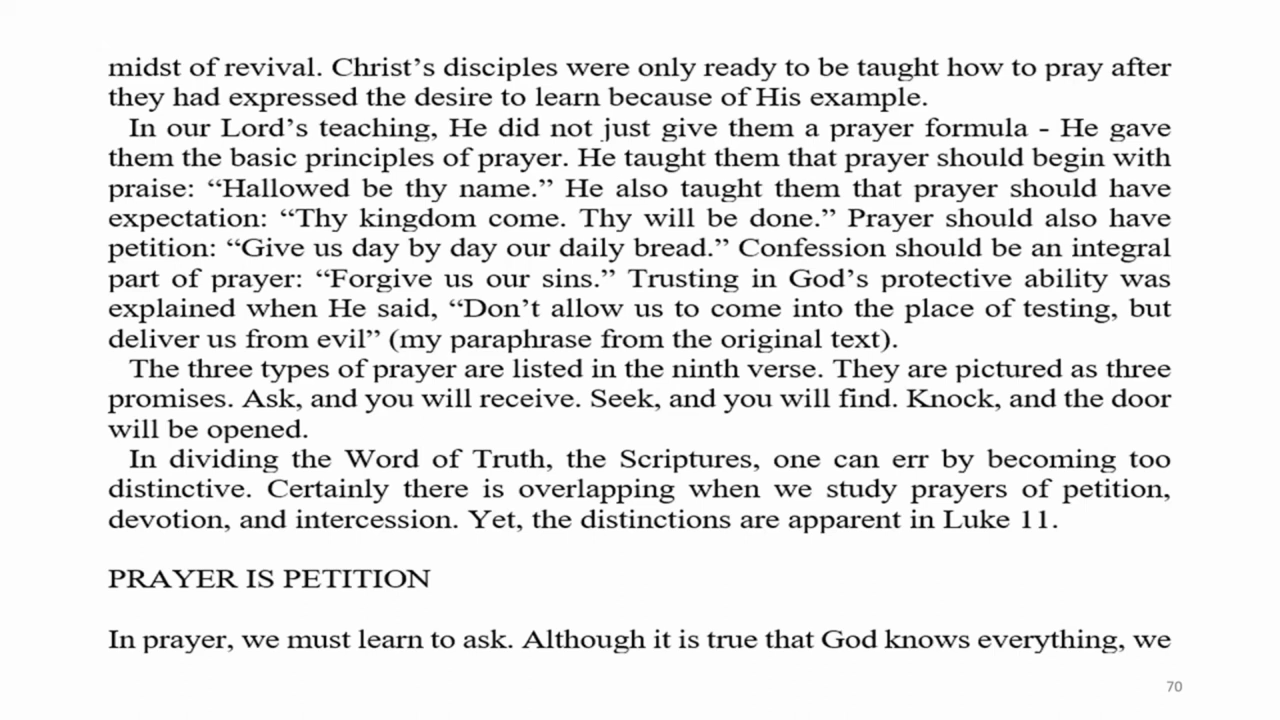 midst of revival. Christ's disciples were only ready to be taught how to pray after
they had expressed the desire to learn because of His example.
In our Lord's teaching, He did not just give them a prayer formula - He gave
them the basic principles of prayer. He taught them that prayer should begin with
praise: “Hallowed be thy name.” He also taught them that prayer should have
expectation: “Thy kingdom come. Thy will be done.” Prayer should also have
petition: “Give us day by day our daily bread.” Confession should be an integral
part of prayer: “Forgive us our sins.” Trusting in God’s protective ability was
explained when He said, “Don’t allow us to come into the place of testing, but
deliver us from evil” (my paraphrase from the original text).
The three types of prayer are listed in the ninth verse. They are pictured as three
promises. Ask, and you will receive. Seek, and you will find. Knock, and the door
will be opened.
In dividing the Word of Truth, the Scriptures, one can err by becoming too
distinctive. Certainly there is overlapping when we study prayers of petition,
devotion, and intercession. Yet, the distinctions are apparent in Luke 11.
PRAYER IS PETITION
In prayer, we must learn to ask. Although it is true that God knows everything, we
70